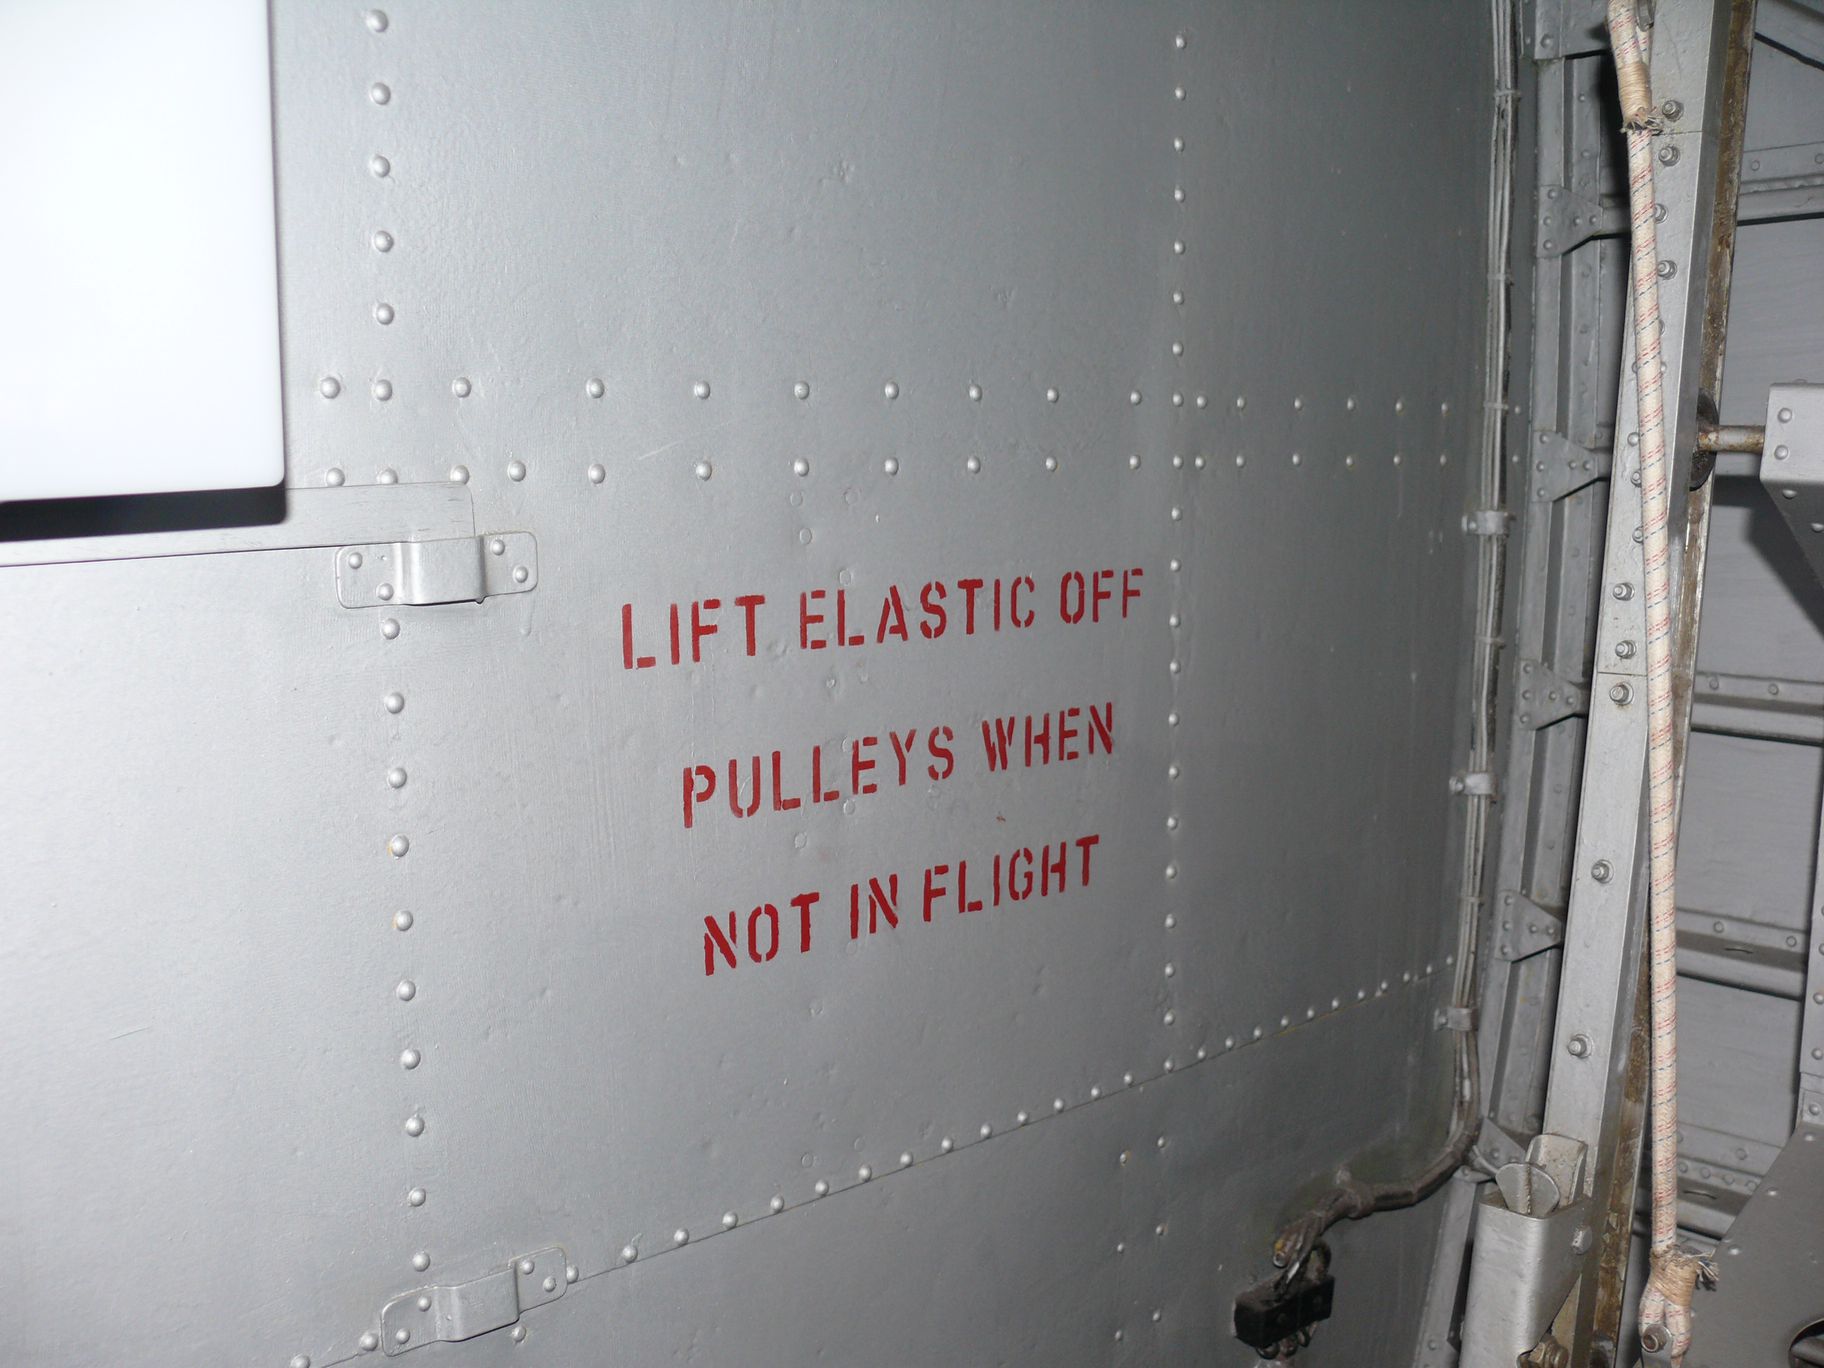 LIFT ELASTIC OFF
PULLEYS WHEN
NOT IN FLIGHT